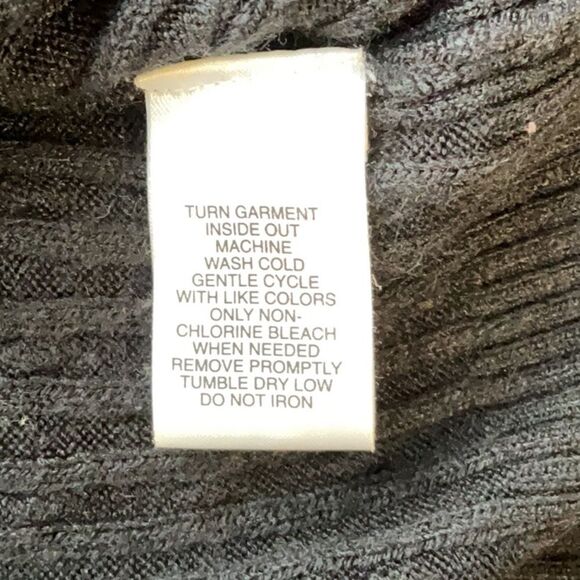 TURN GARMENT
INSIDE OUT
MACHINE
WASH COLD
GENTLE CYCLE
WITH LIKE COLORS
ONLY NON-
CHLORINE BLEACH
WHEN NEEDED
REMOVE PROMPTLY
TUMBLE DRY LOW
DO NOT IRON